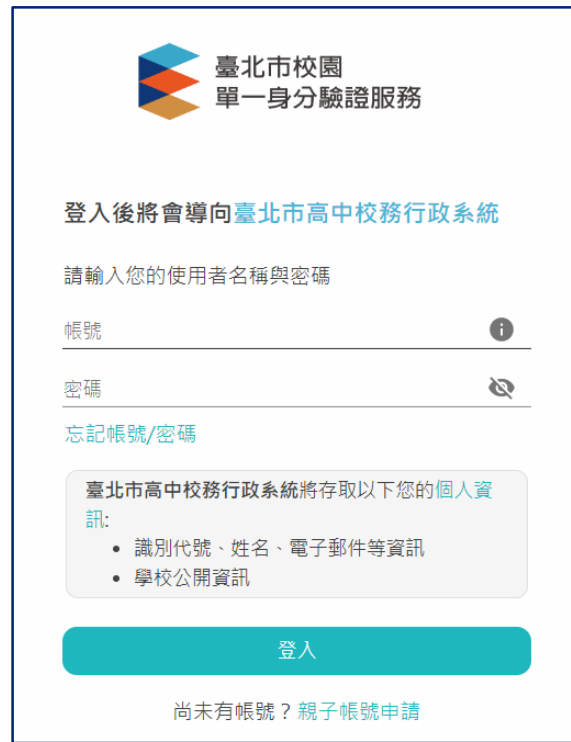 臺北市校園
單一身分驗證服務
登入後將會導向臺北市高中校務行政系統
請輸入您的使用者名稱與密碼
帳號
密碼
忘記帳號/密碼
臺北市高中校務行政系統將存取以下您的個人資
訊:
• 識別代號、姓名、電子郵件等資訊
• 學校公開資訊
登入
尚未有帳號？親子帳號申請